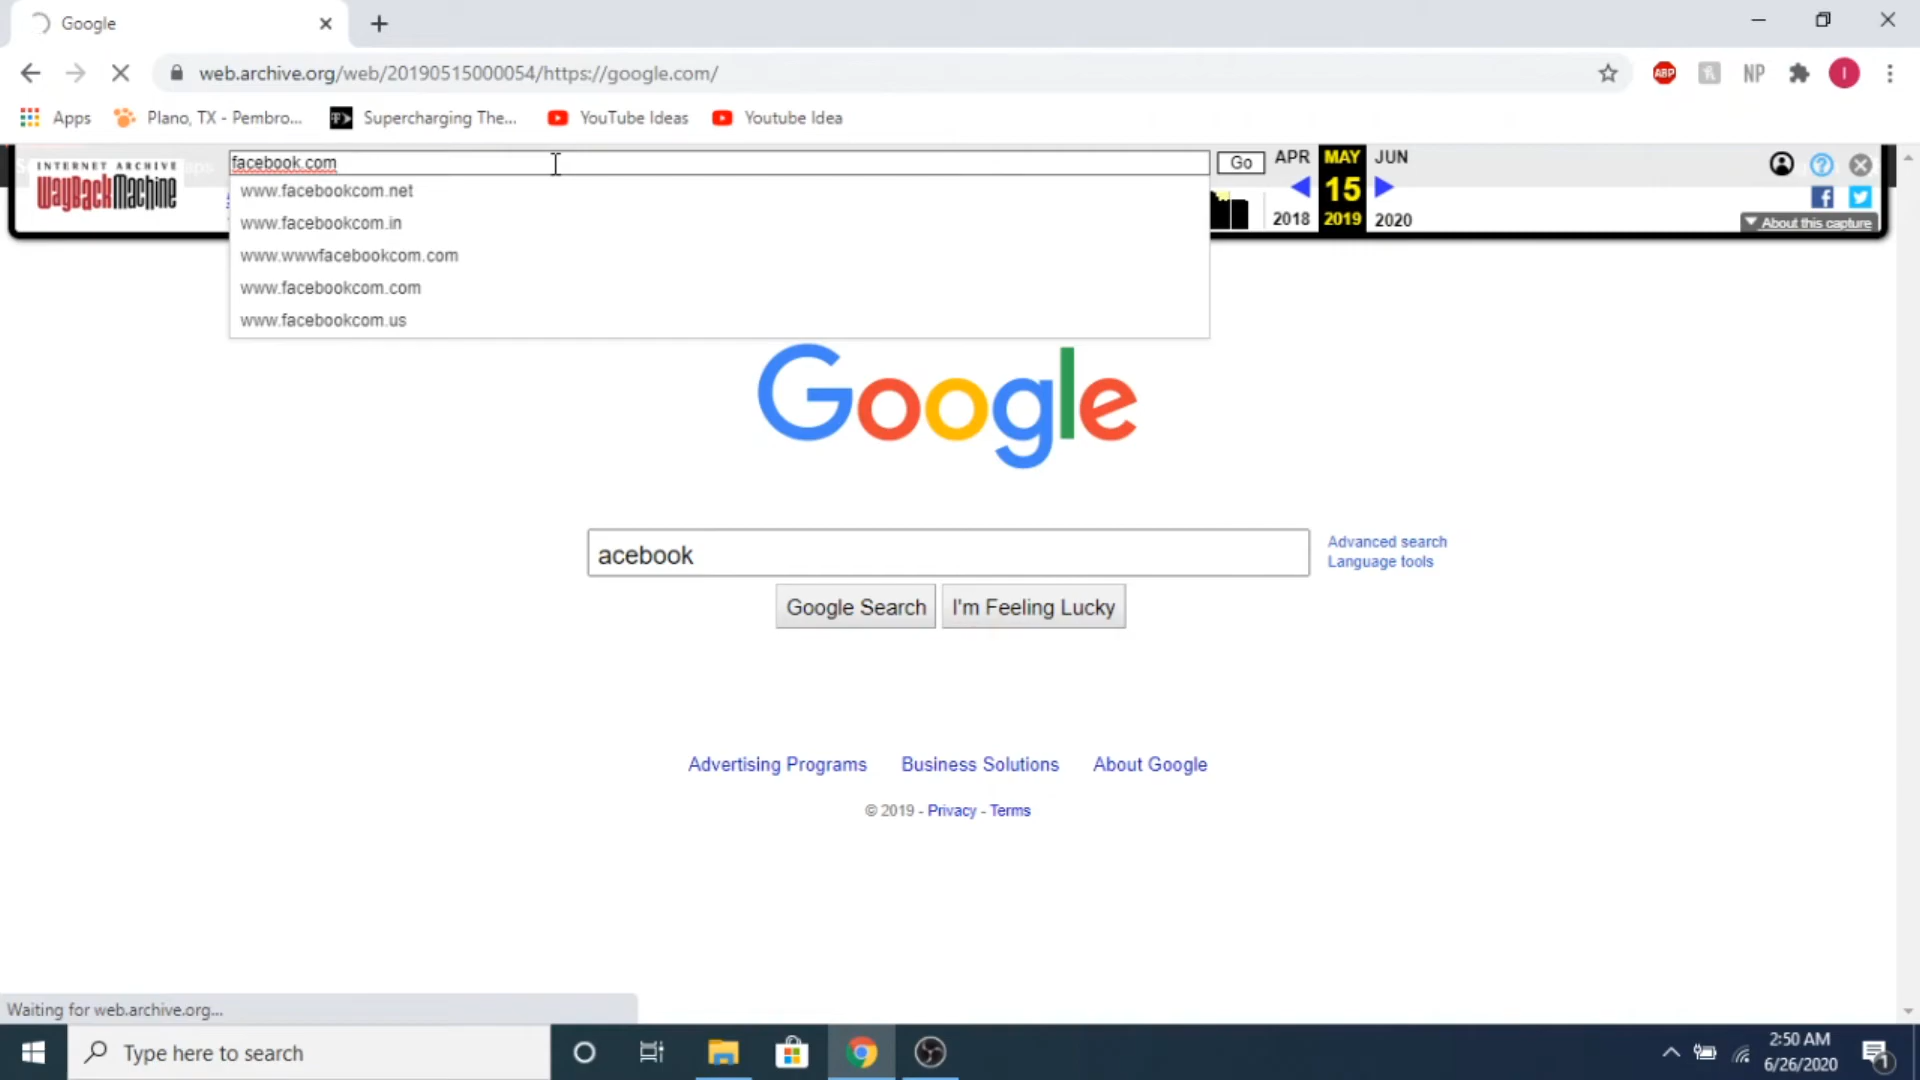 Google
web.archive.org/web/20190515000054/https://google.com/
ABP
NP
I
Apps
Plano, TX - Pembro...
Supercharging The...
YouTube Ideas
Youtube Idea
INTERNET ARCHIVE
WayBackMachine
facebook.com
Go
APR
MAY
JUN
15
2018
2019
2020
About this capture
www.facebookcom.net
www.facebookcom.in
www.wwwfacebookcom.com
www.facebookcom.com
www.facebookcom.us
Google
acebook
Advanced search
Language tools
Google Search
I'm Feeling Lucky
Advertising Programs
Business Solutions
About Google
© 2019 - Privacy - Terms
Waiting for web.archive.org...
Type here to search
2:50 AM
6/26/2020
1